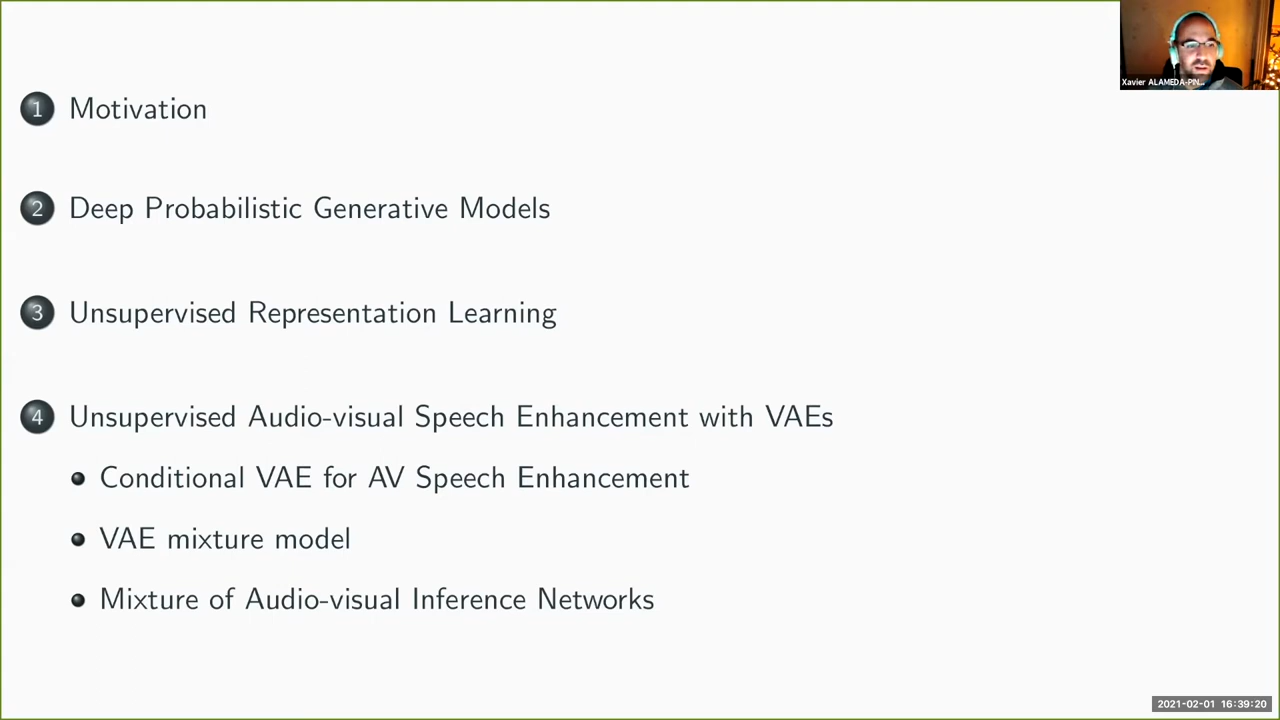 Xavier ALAMEDA-PIN...
1 Motivation
2 Deep Probabilistic Generative Models
3 Unsupervised Representation Learning
4 Unsupervised Audio-visual Speech Enhancement with VAEs
Conditional VAE for AV Speech Enhancement
VAE mixture model
Mixture of Audio-visual Inference Networks
2021-02-01 16:39:20